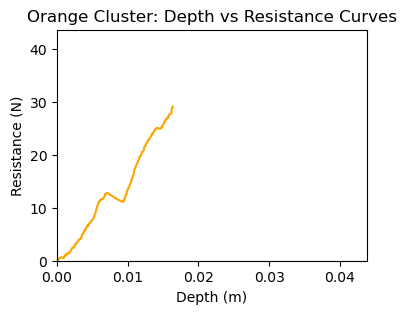 Orange Cluster: Depth vs Resistance Curves
40
30
20
10
0
Resistance (N)
0.00 0.01 0.02 0.03 0.04
Depth (m)